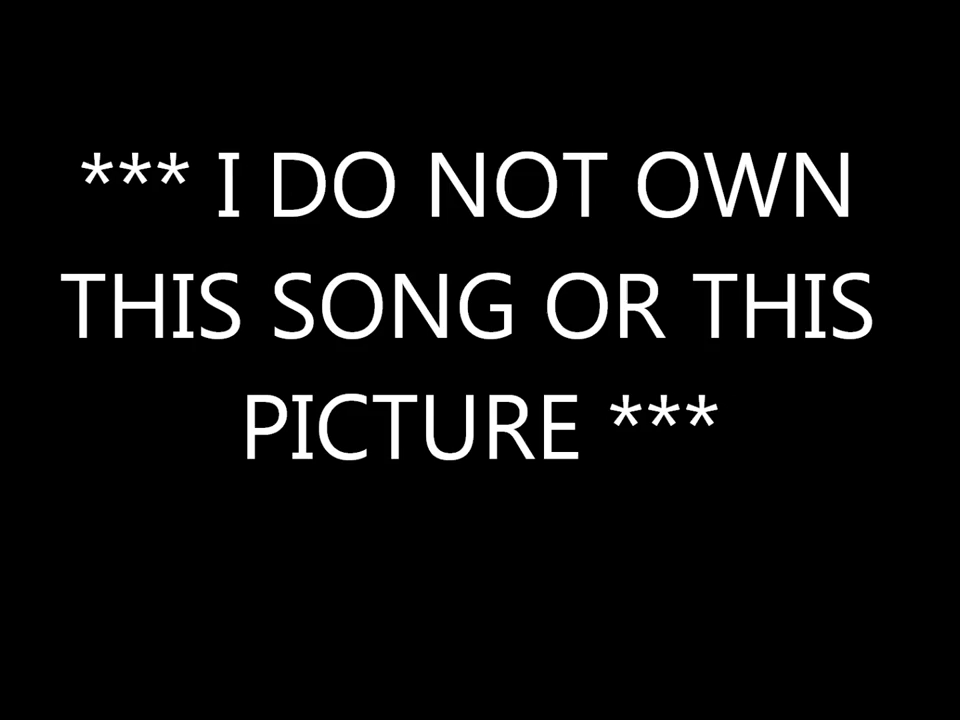 *** I DO NOT OWN
THIS SONG OR THIS
PICTURE ***